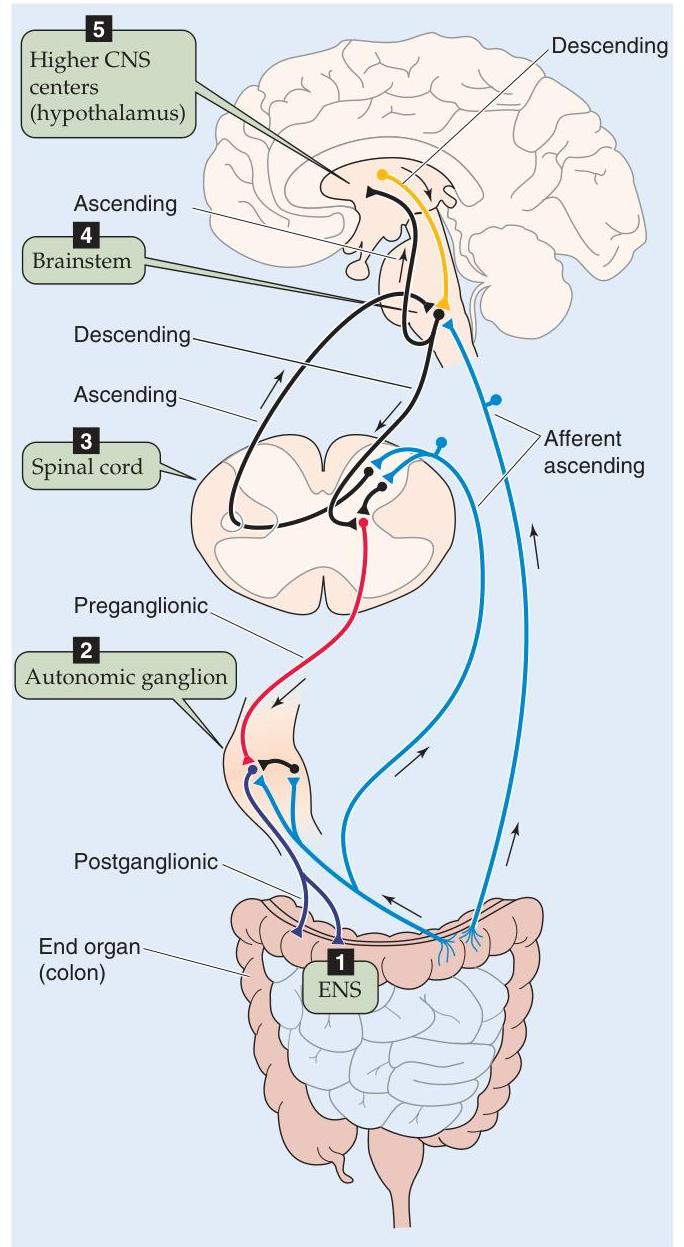 5
Higher CNS
centers
(hypothalamus)
Descending
Ascending
4
Brainstem
Descending
Ascending
3
Spinal cord
Afferent
ascending
Preganglionic
2
Autonomic ganglion
Postganglionic
End organ
(colon)
1
ENS